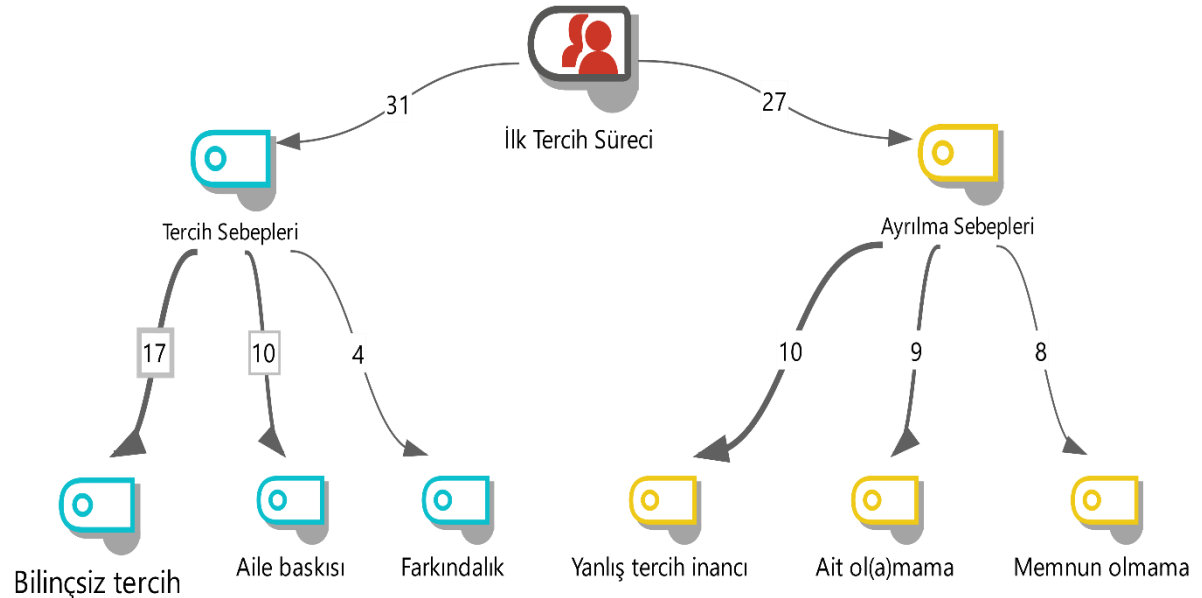 31
27
İlk Tercih Süreci
Tercih Sebepleri
Ayrılma Sebepleri
17
10
4
10
9
8
Bilinçsiz tercih
Aile baskısı
Farkındalık
Yanlış tercih inancı
Ait ol(a)mama
Memnun olmama